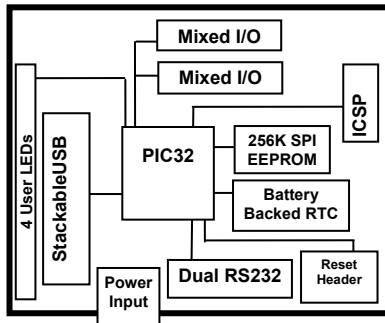 Mixed I/O
Mixed I/O
4 User LEDs
StackableUSB
PIC32
ICSP
256K SPI
EEPROM
Battery
Backed RTC
Power
Input
Dual RS232
Reset
Header